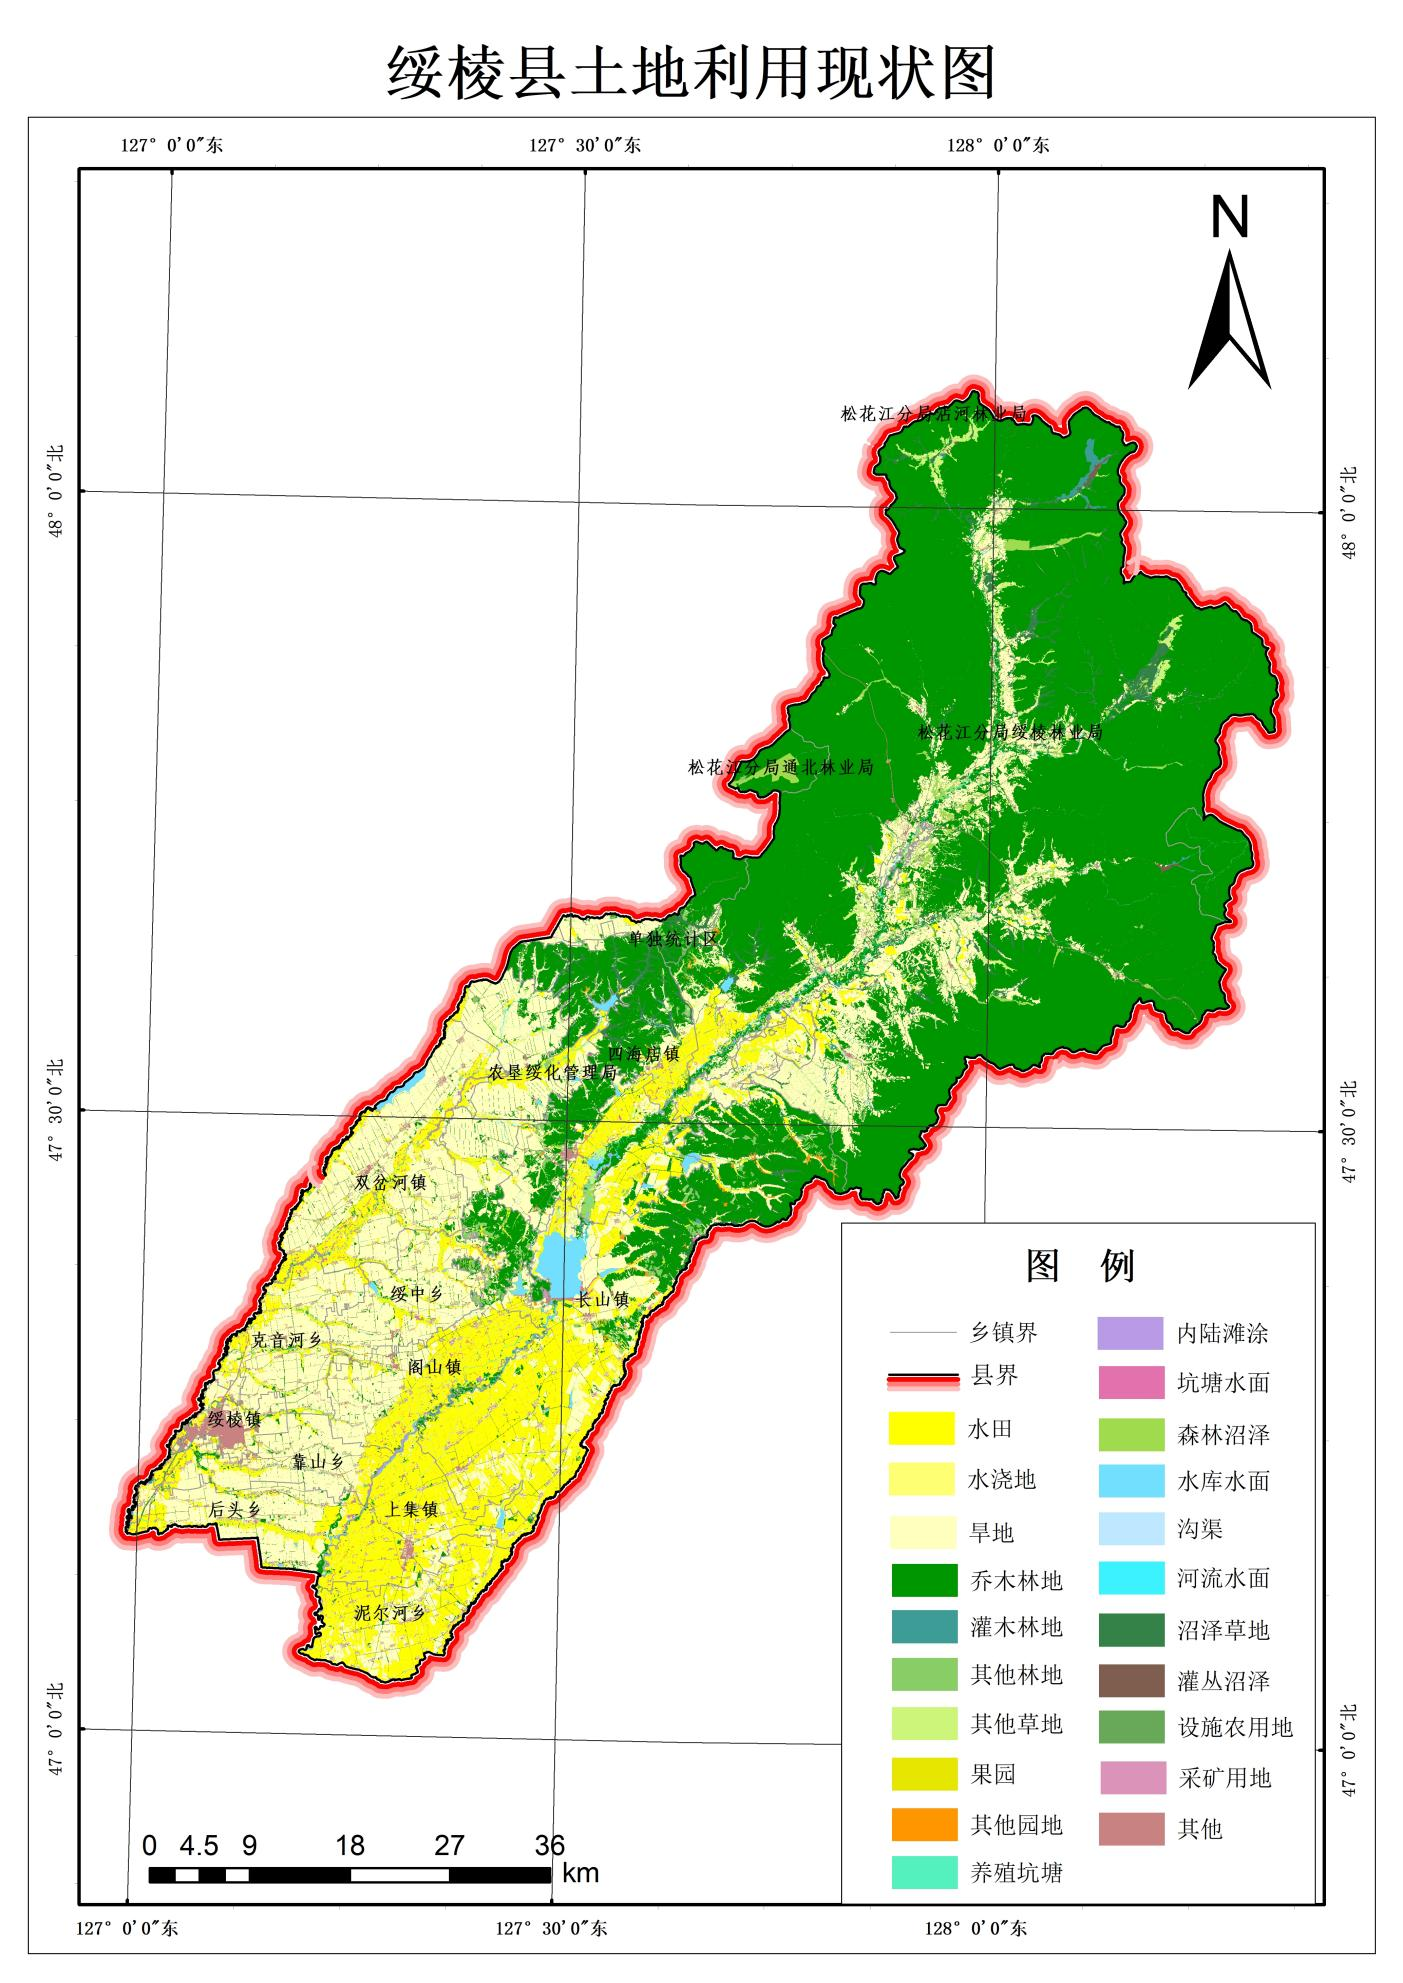 绥棱县土地利用现状图
127° 0′0″东
127° 30′0″东
128° 0′0″东
N
48° 0′0″北
48° 0′0″北
47° 30′0″北
47° 30′0″北
47° 0′0″北
47° 0′0″北
松花江分局沾河林业局
松花江分局绥棱林业局
松花江分局通北林业局
单独统计区
四海店镇
农垦绥化管理局
双岔河镇
绥中乡
长山镇
克音河乡
阁山镇
绥棱镇
靠山乡
后头乡
上集镇
泥尔河乡
图 例
乡镇界
县界
水田
水浇地
旱地
乔木林地
灌木林地
其他林地
其他草地
果园
其他园地
养殖坑塘
内陆滩涂
坑塘水面
森林沼泽
水库水面
沟渠
河流水面
沼泽草地
灌丛沼泽
设施农用地
采矿用地
其他
0 4.5 9 18 27 36
km
127° 0′0″东
127° 30′0″东
128° 0′0″东